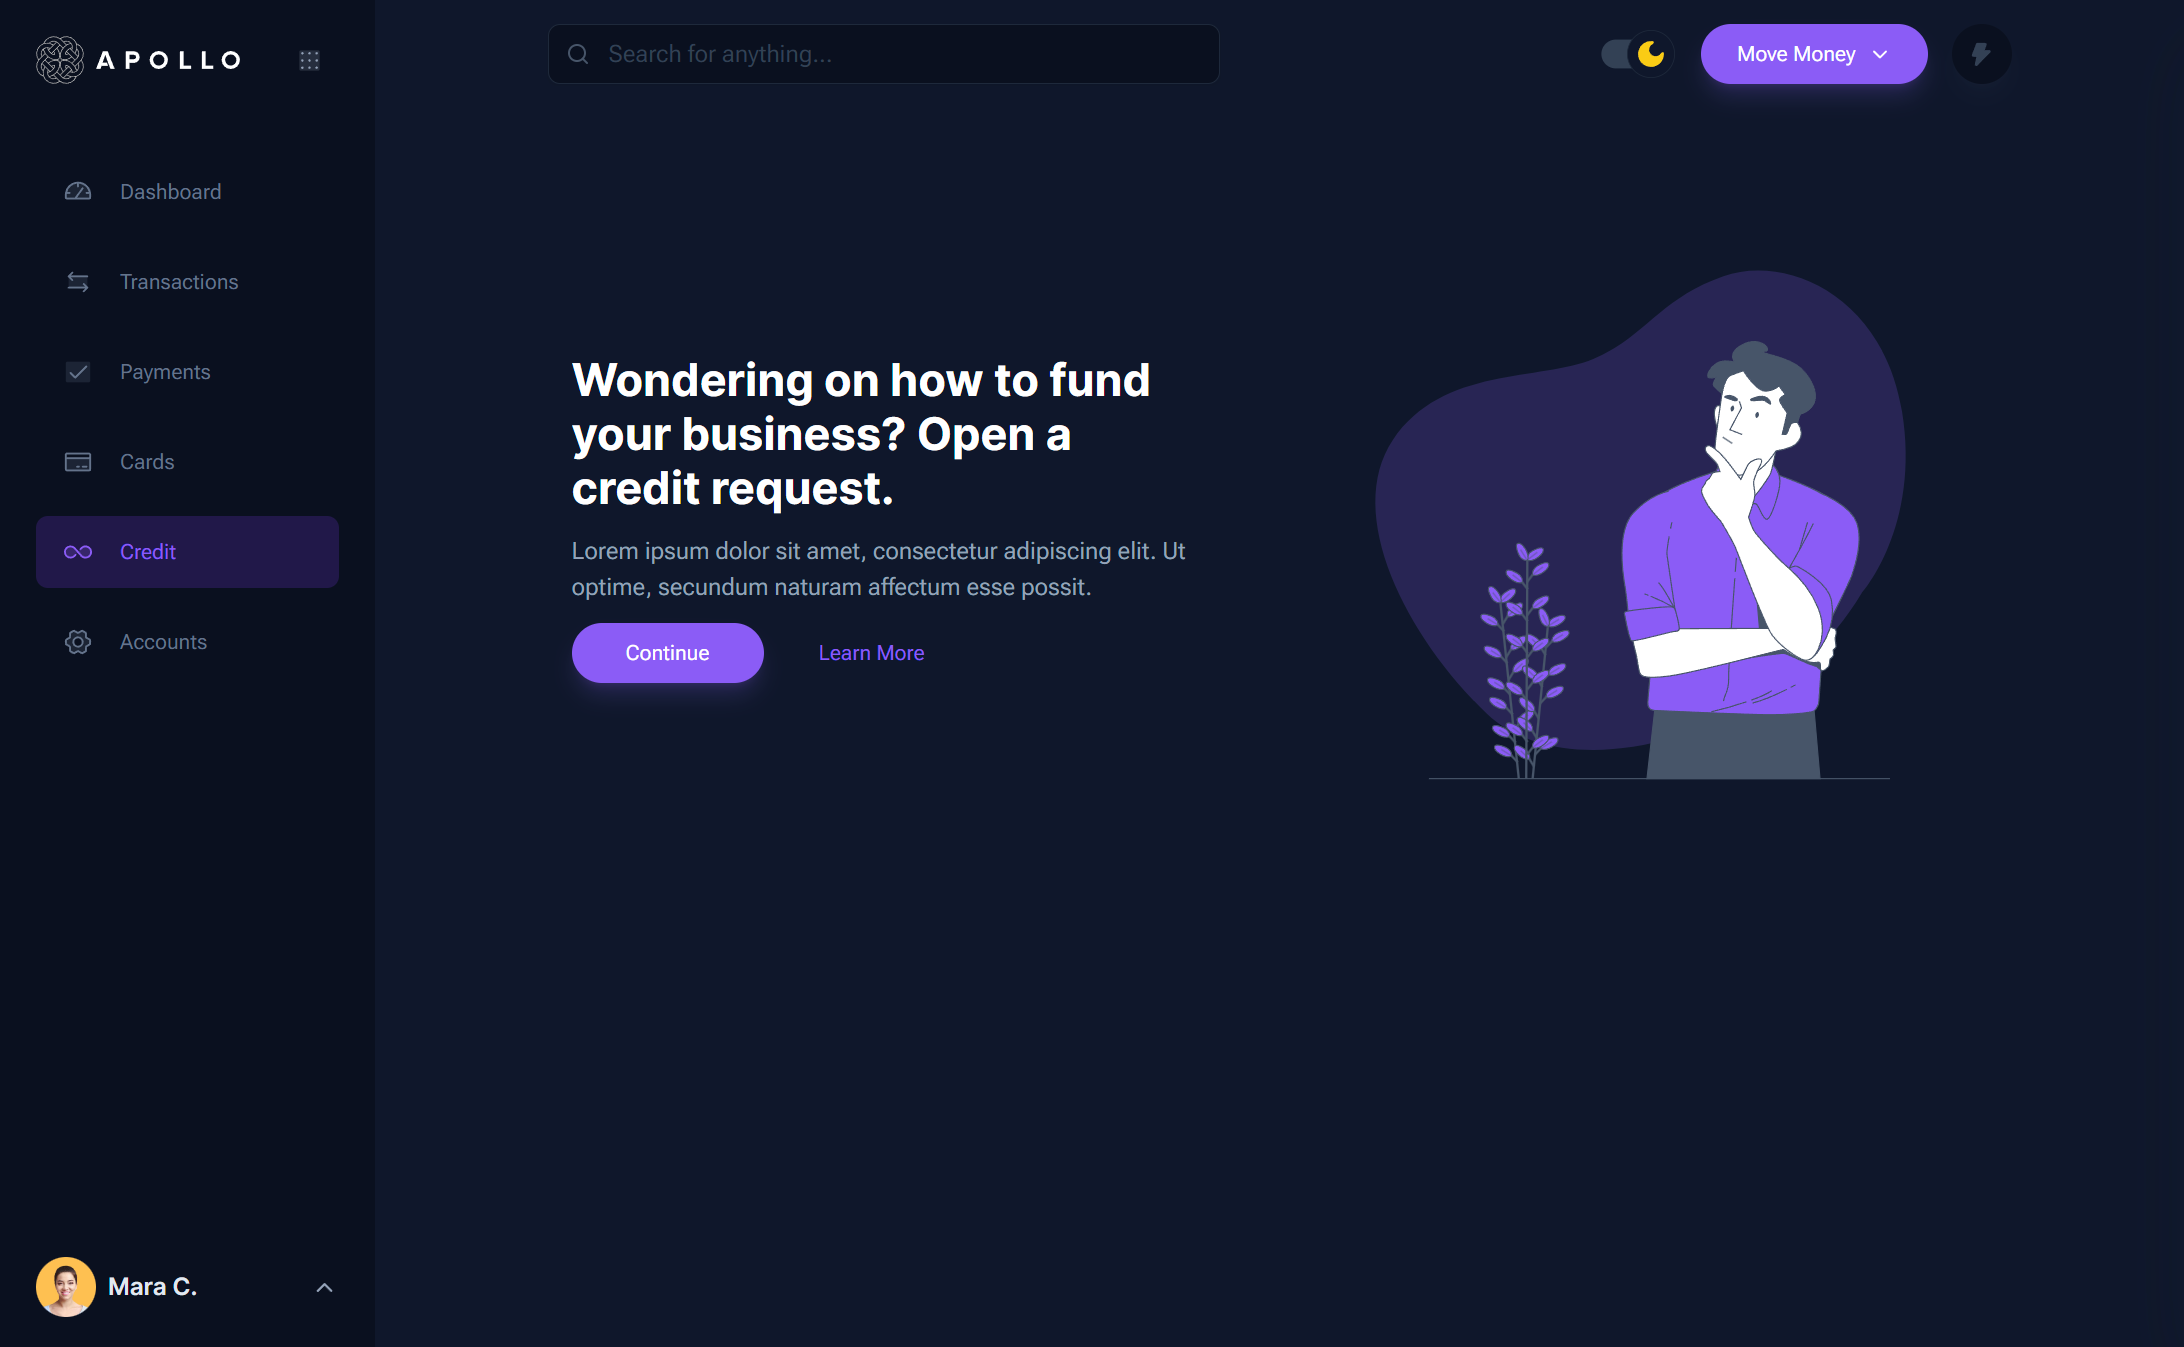 APOLLO
Search for anything...
Move Money
Dashboard
Transactions
Payments
Cards
Credit
Accounts
Wondering on how to fund
your business? Open a
credit request.
Lorem ipsum dolor sit amet, consectetur adipiscing elit. Ut
optime, secundum naturam affectum esse possit.
Continue
Learn More
Mara C.